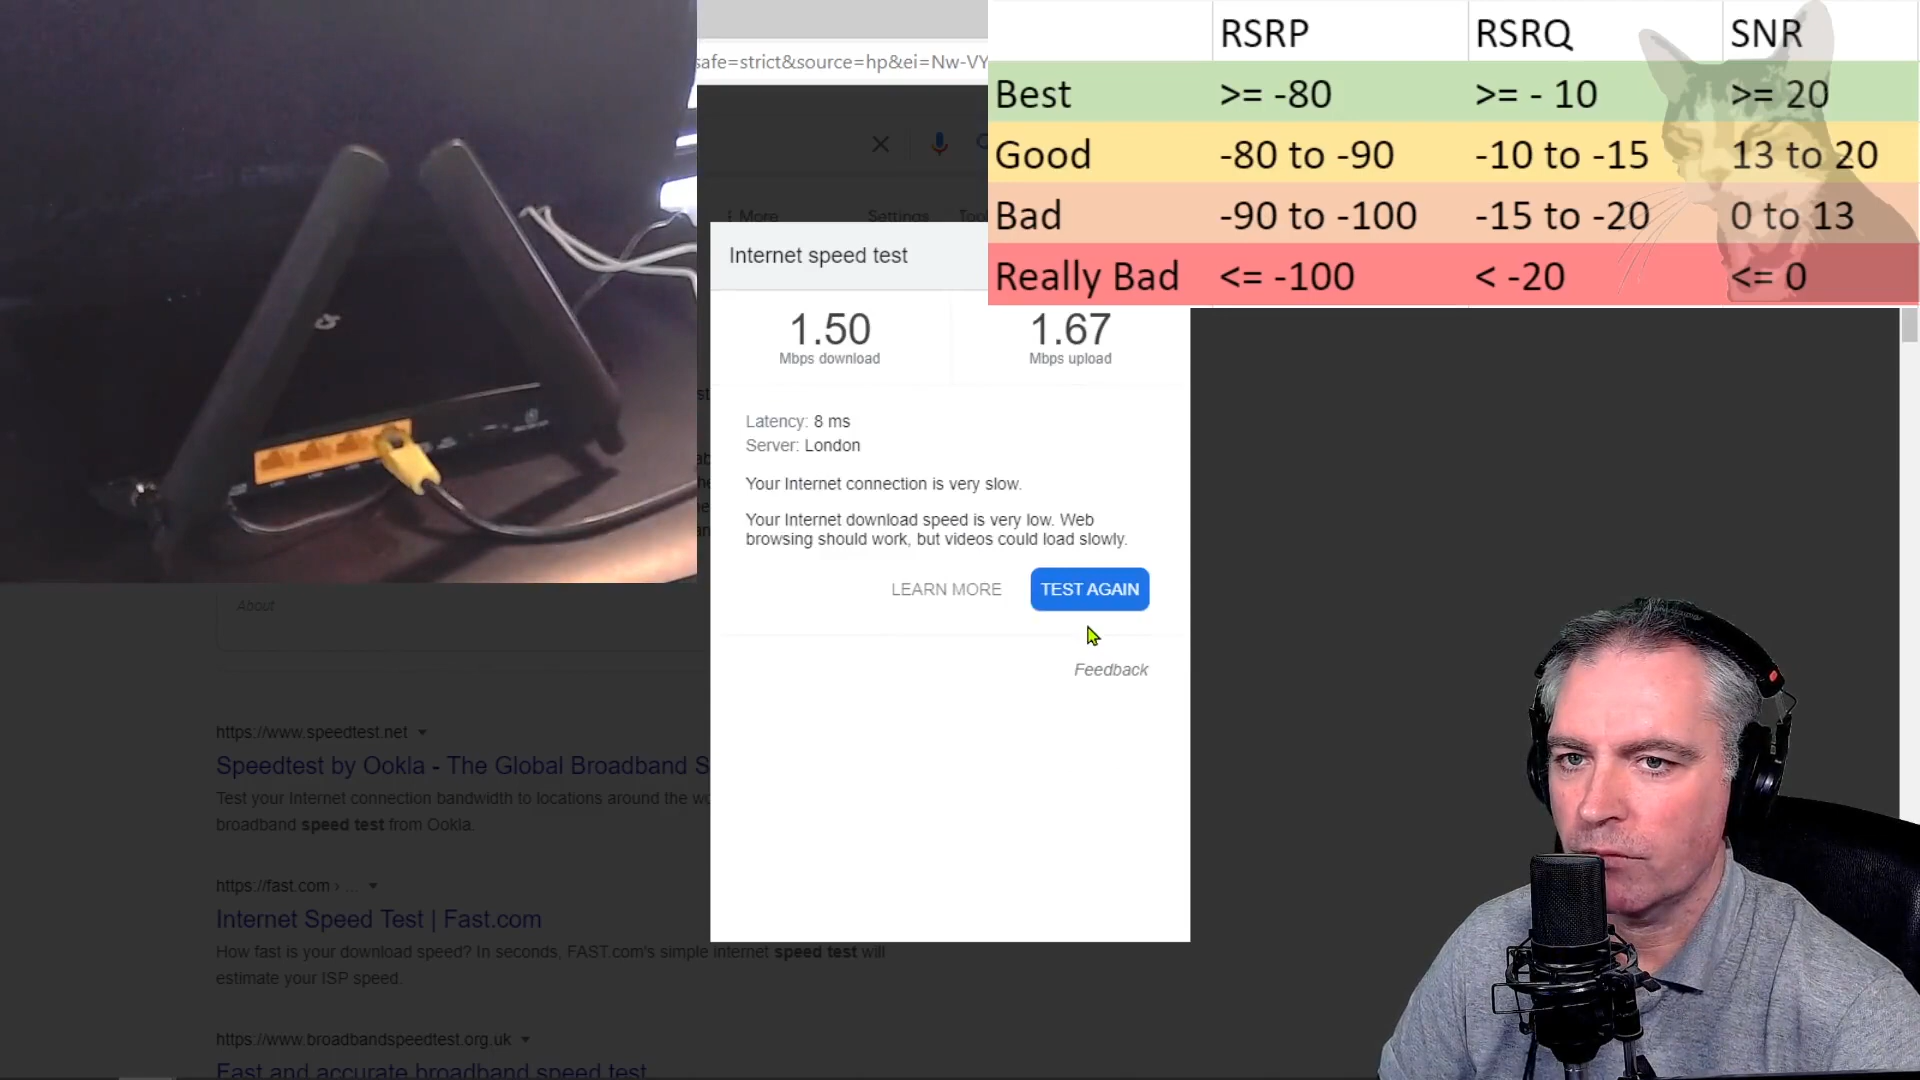 safe=strict&source=hp&ei=Nw-VY
RSRP RSRQ SNR
Best >= -80 >= - 10 >= 20
Good -80 to -90 -10 to -15 13 to 20
Bad -90 to -100 -15 to -20 0 to 13
Really Bad <= -100 < -20 <= 0
More Settings Too
Internet speed test
1.50 1.67
Mbps download Mbps upload
Latency: 8 ms
Server: London
Your Internet connection is very slow.
Your Internet download speed is very low. Web
browsing should work, but videos could load slowly.
LEARN MORE TEST AGAIN
Feedback
About
https://www.speedtest.net
Speedtest by Ookla - The Global Broadband S
Test your Internet connection bandwidth to locations around the wo
broadband speed test from Ookla.
https://fast.com › ...
Internet Speed Test | Fast.com
How fast is your download speed? In seconds, FAST.com's simple Internet speed test will
estimate your ISP speed.
https://www.broadbandspeedtest.org.uk
Fast and accurate broadband speed test